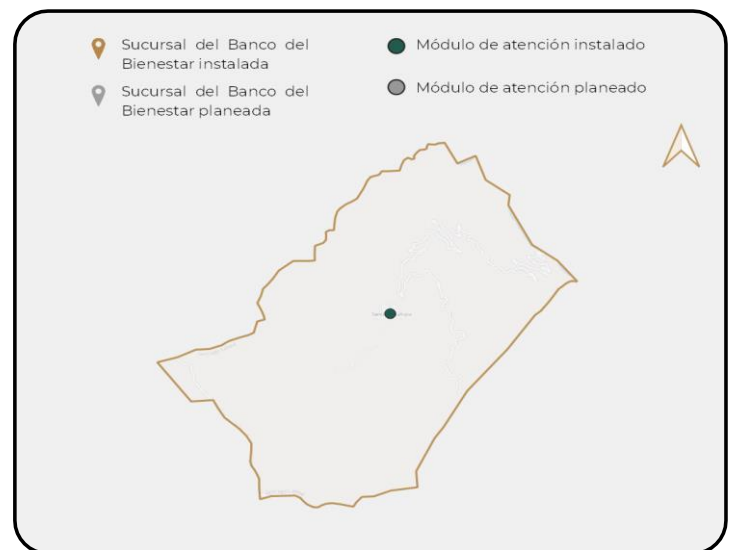 Sucursal del Banco del
Bienestar instalada
Sucursal del Banco del
Bienestar planeada
Módulo de atención instalado
Módulo de atención planeado